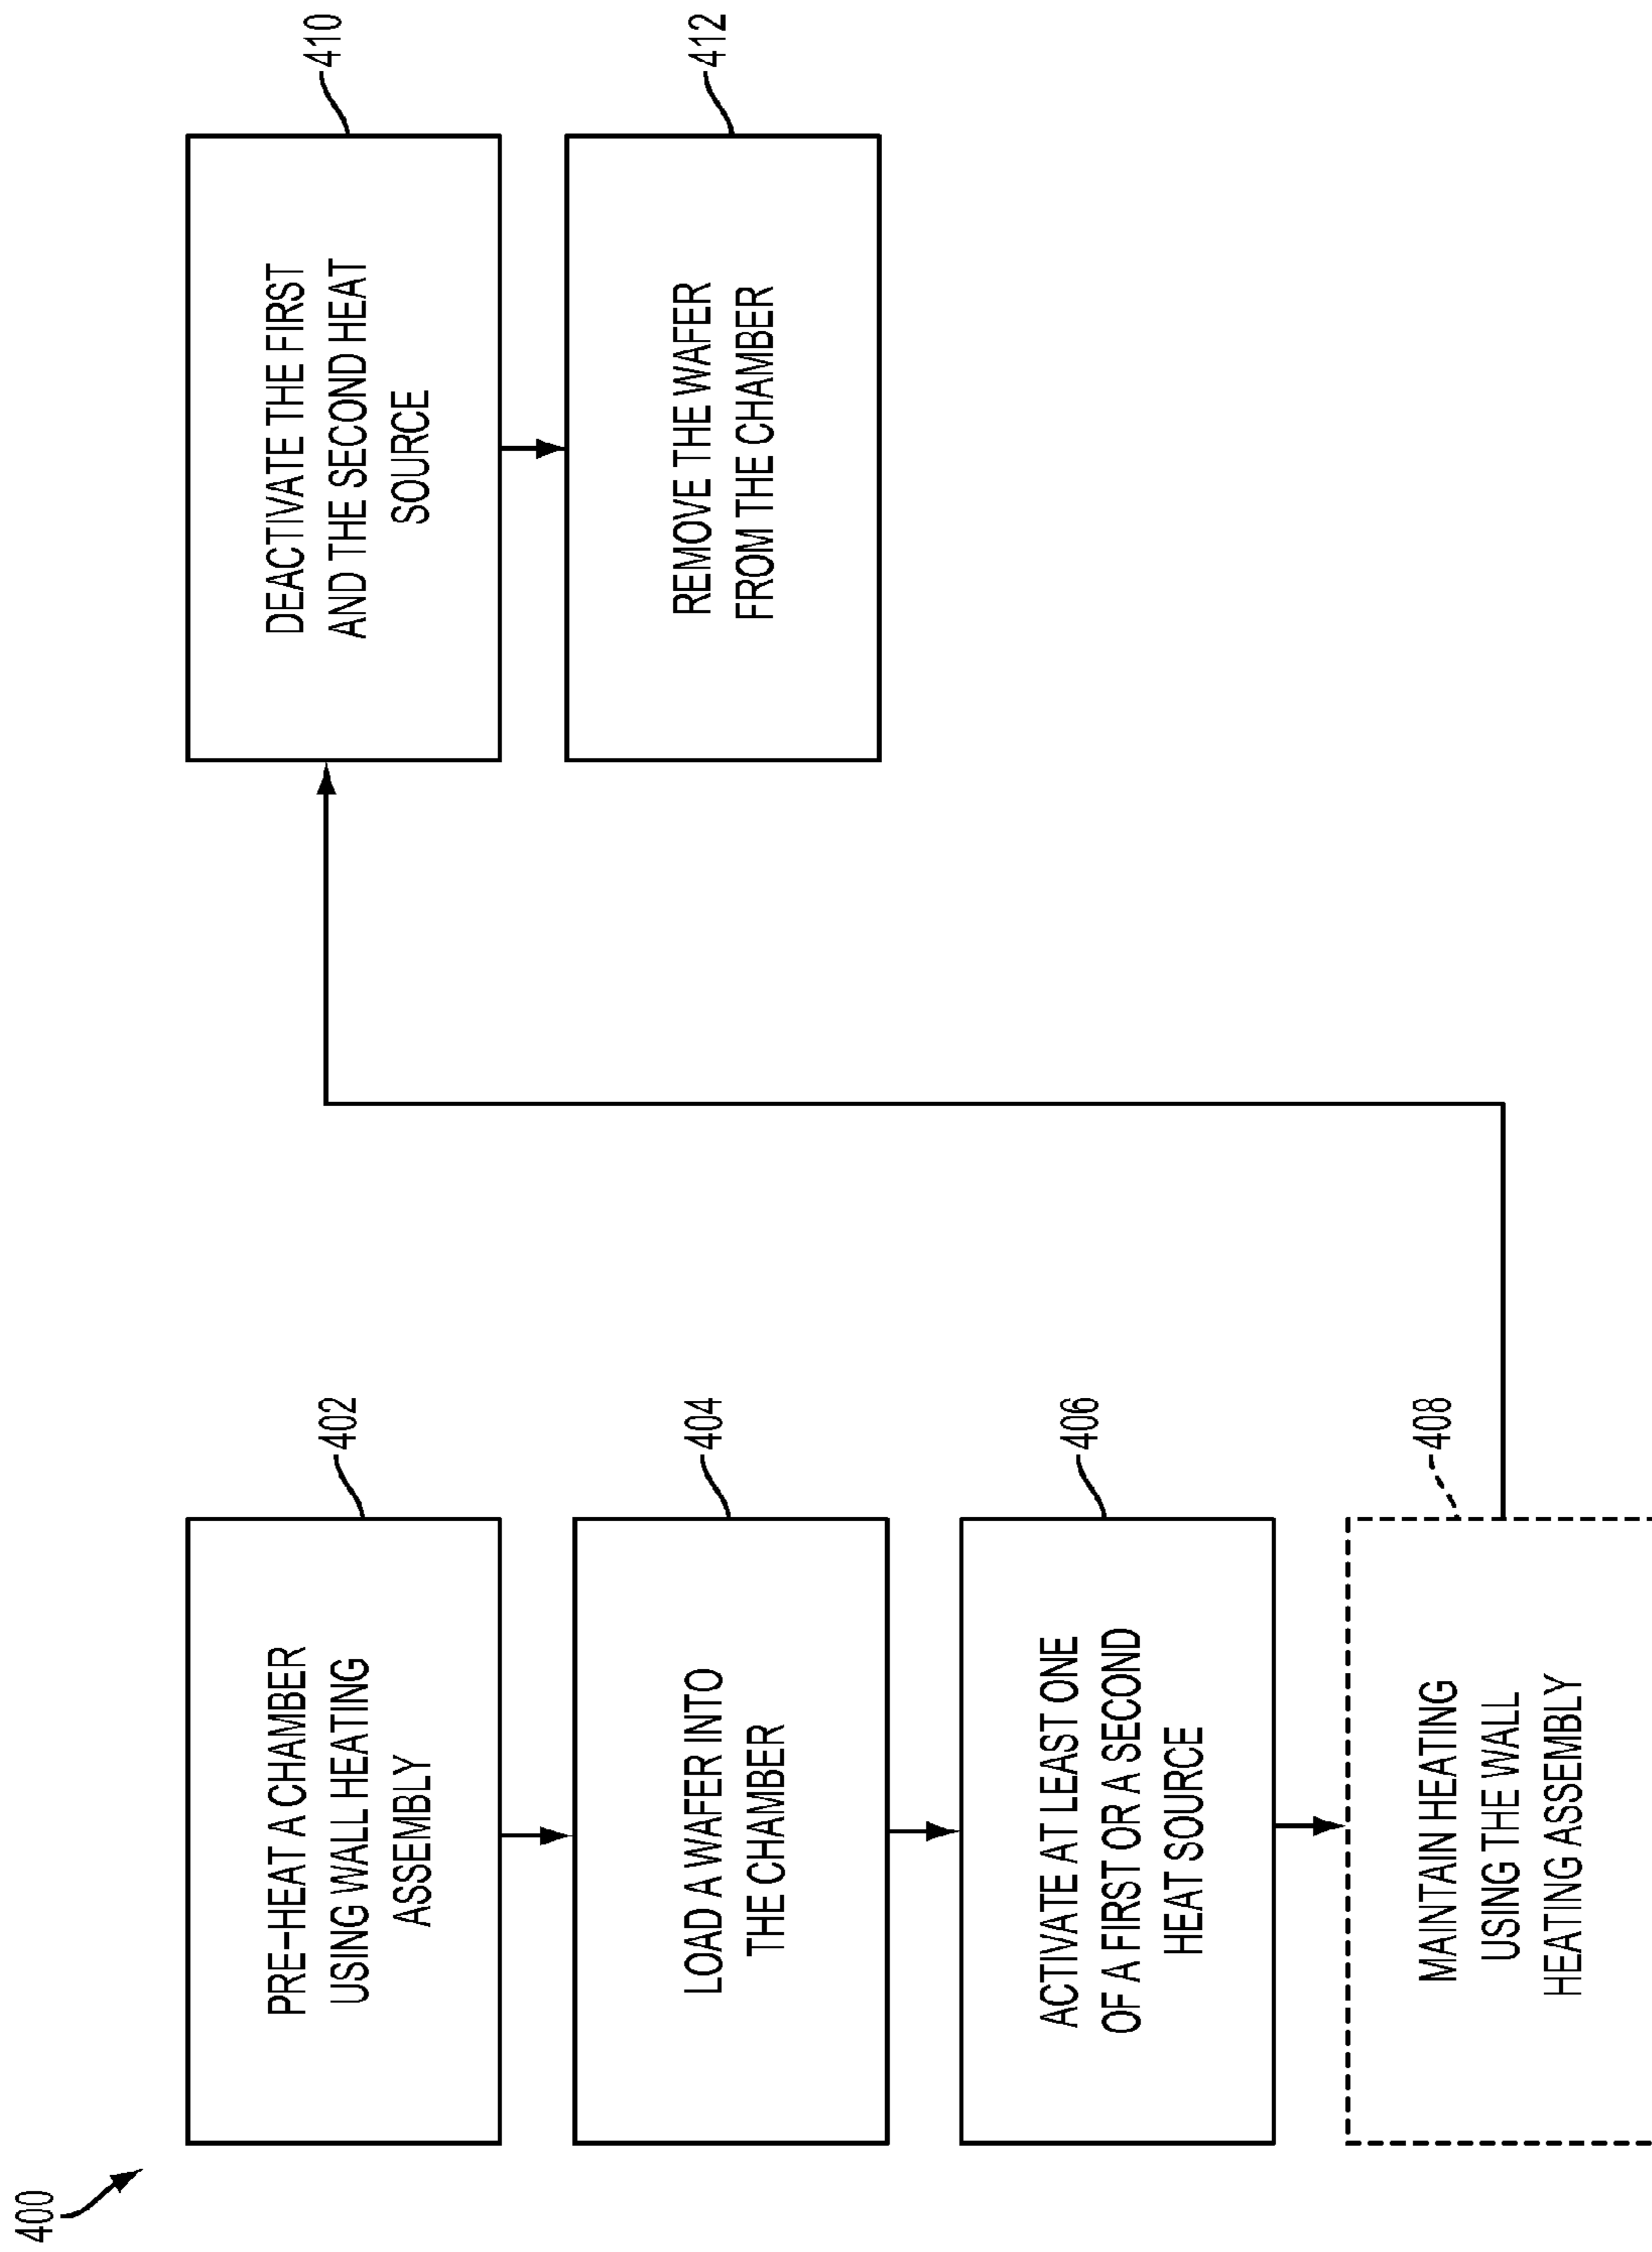 400
PRE-HEAT A CHAMBER
USING WALL HEATING
ASSEMBLY
402
LOAD A WAFER INTO
THE CHAMBER
404
ACTIVATE AT LEAST ONE
OF A FIRST OR A SECOND
HEAT SOURCE
406
MAINTAIN HEATING
USING THE WALL
HEATING ASSEMBLY
408
DEACTIVATE THE FIRST
AND THE SECOND HEAT
SOURCE
410
REMOVE THE WAFER
FROM THE CHAMBER
412